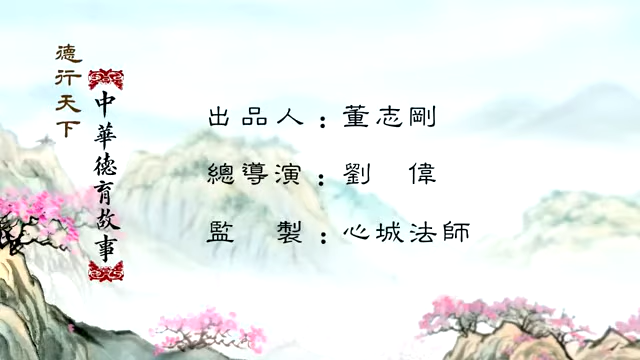 德行天下
中華德育故事
出品人：董志剛
總導演：劉　偉
監　製：心城法師